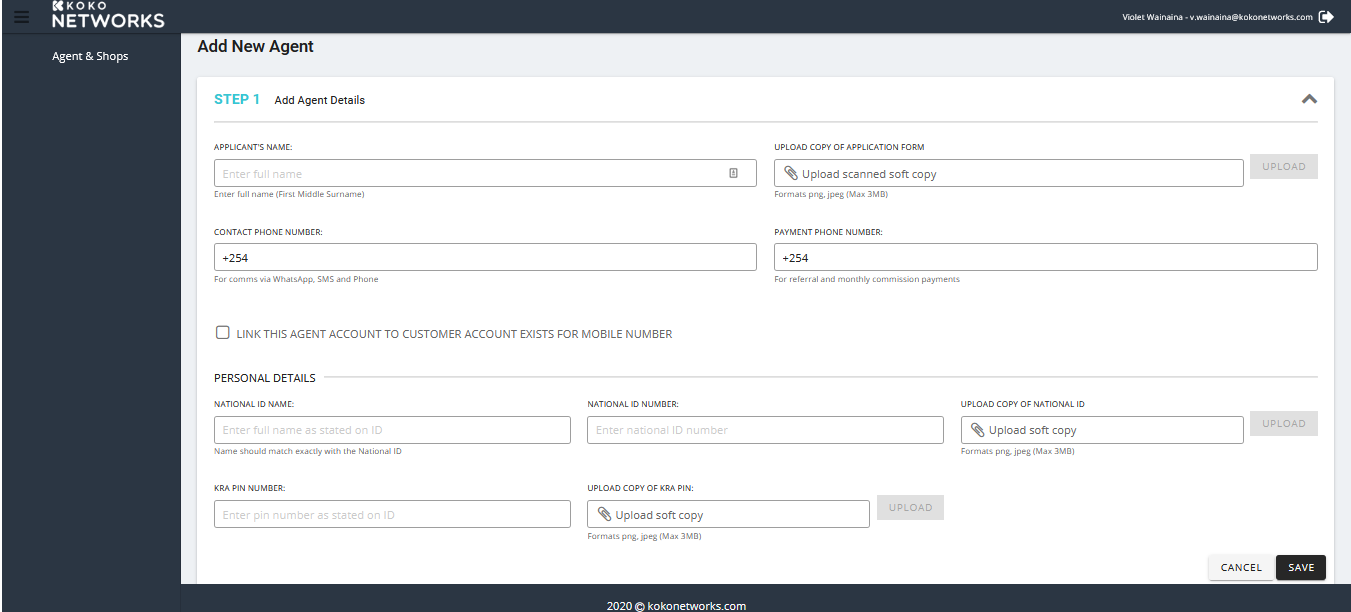 KOKO
NETWORKS
Violet Wainaina - v.wainaina@kokonetworks.com
Agent & Shops
Add New Agent
STEP 1 Add Agent Details
APPLICANT'S NAME: UPLOAD COPY OF APPLICATION FORM
Enter full name Upload scanned soft copy UPLOAD
Enter full name (First Middle Surname) Formats png, jpeg (Max 3MB)
CONTACT PHONE NUMBER: PAYMENT PHONE NUMBER:
+254 +254
For comms via WhatsApp, SMS and Phone For referral and monthly commission payments
LINK THIS AGENT ACCOUNT TO CUSTOMER ACCOUNT EXISTS FOR MOBILE NUMBER
PERSONAL DETAILS
NATIONAL ID NAME: NATIONAL ID NUMBER: UPLOAD COPY OF NATIONAL ID
Enter full name as stated on ID Enter national ID number Upload soft copy UPLOAD
Name should match exactly with the National ID Formats png, jpeg (Max 3MB)
KRA PIN NUMBER: UPLOAD COPY OF KRA PIN:
Enter pin number as stated on ID Upload soft copy UPLOAD
Formats png, jpeg (Max 3MB)
CANCEL SAVE
2020 © kokonetworks.com